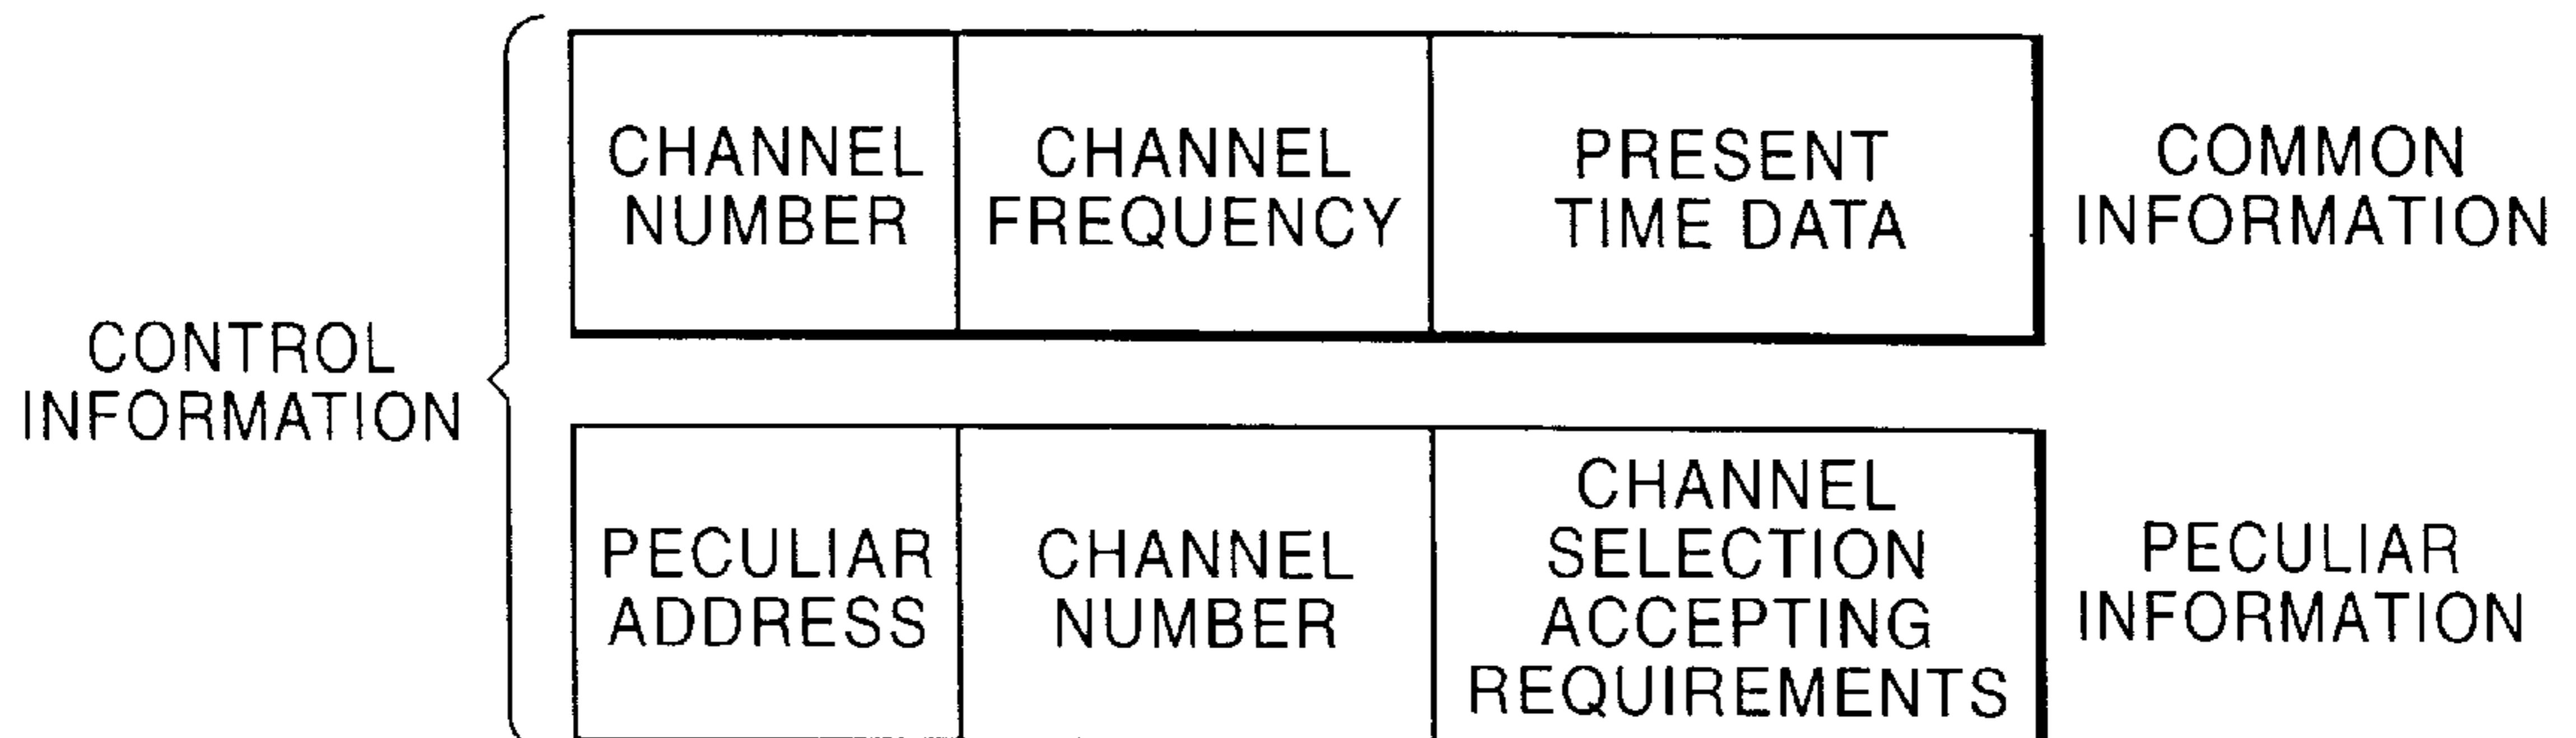 CONTROL
INFORMATION
CHANNEL
NUMBER
CHANNEL
FREQUENCY
PRESENT
TIME DATA
COMMON
INFORMATION
PECULIAR
ADDRESS
CHANNEL
NUMBER
CHANNEL
SELECTION
ACCEPTING
REQUIREMENTS
PECULIAR
INFORMATION